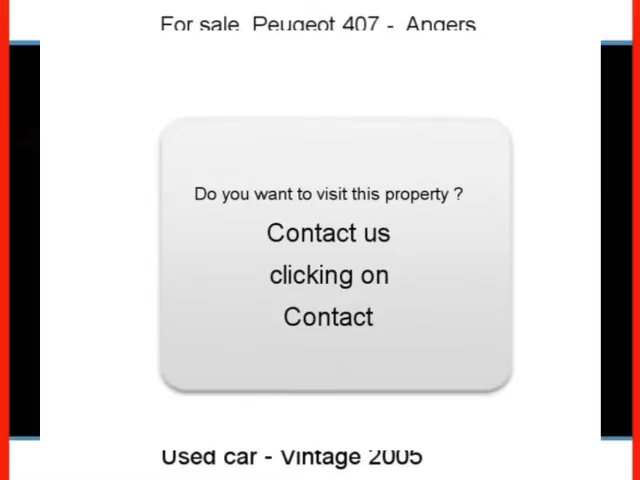 For sale Peugeot 407 - Angers
Do you want to visit this property ?
Contact us
clicking on
Contact
Used car - Vintage 2005